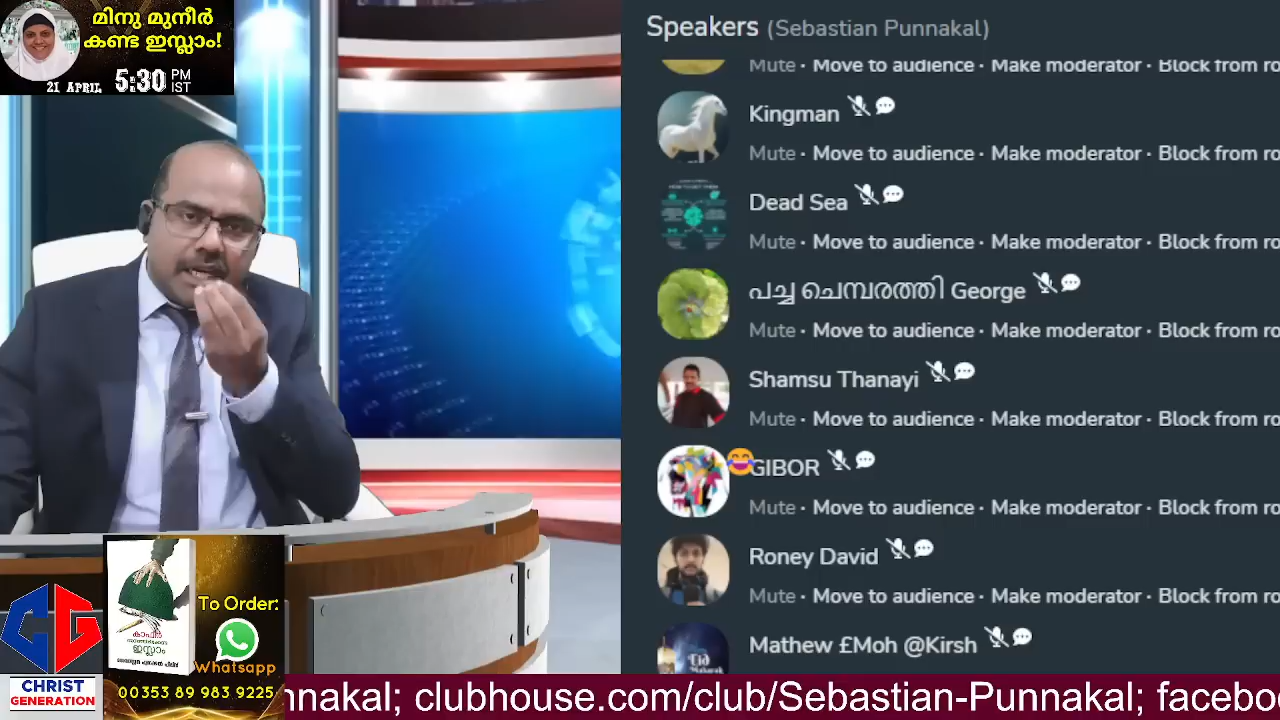 മിനു മുനീർ
കണ്ട ഇസ്ലാം!
21 APRIL 5:30 PM IST
Speakers (Sebastian Punnakal)
Mute · Move to audience · Make moderator · Block from ro
Kingman
Mute · Move to audience · Make moderator · Block from ro
Dead Sea
Mute · Move to audience · Make moderator · Block from ro
പച്ച ചെമ്പരത്തി George
Mute · Move to audience · Make moderator · Block from ro
Shamsu Thanayi
Mute · Move to audience · Make moderator · Block from ro
GIBOR
Mute · Move to audience · Make moderator · Block from ro
Roney David
Mute · Move to audience · Make moderator · Block from ro
Mathew £Moh @Kirsh
Eid
CG
CHRIST
GENERATION
കാഫിർ
ഇസ്ലാം
To Order:
Whatsapp
00353 89 983 9225
nnakal; clubhouse.com/club/Sebastian-Punnakal; facebo